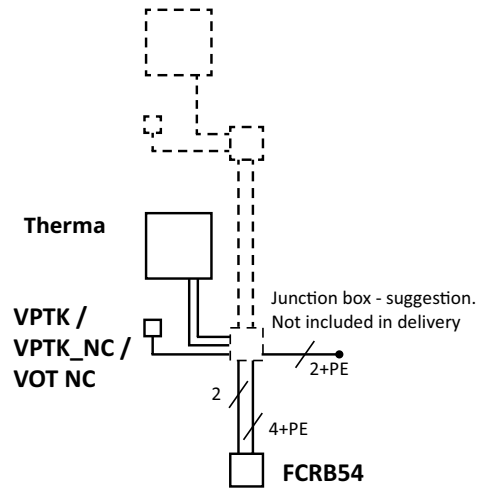 Therma
Junction box - suggestion.
Not included in delivery
VPTK /
VPTK_NC /
VOT NC
2+PE
2
4+PE
FCRB54